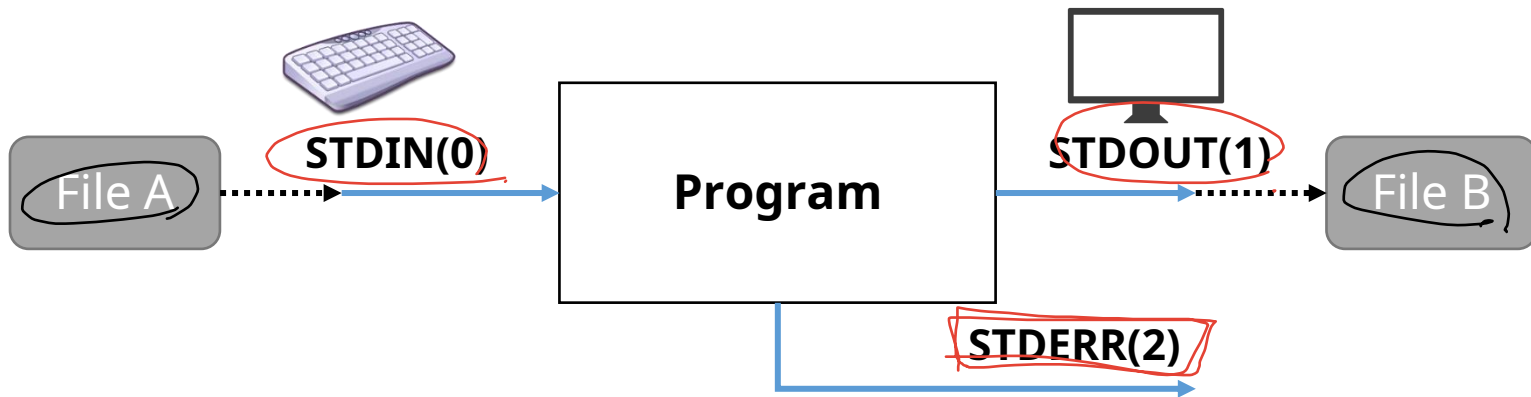 STDIN(0)
STDOUT(1)
File A
Program
File B
STDERR(2)